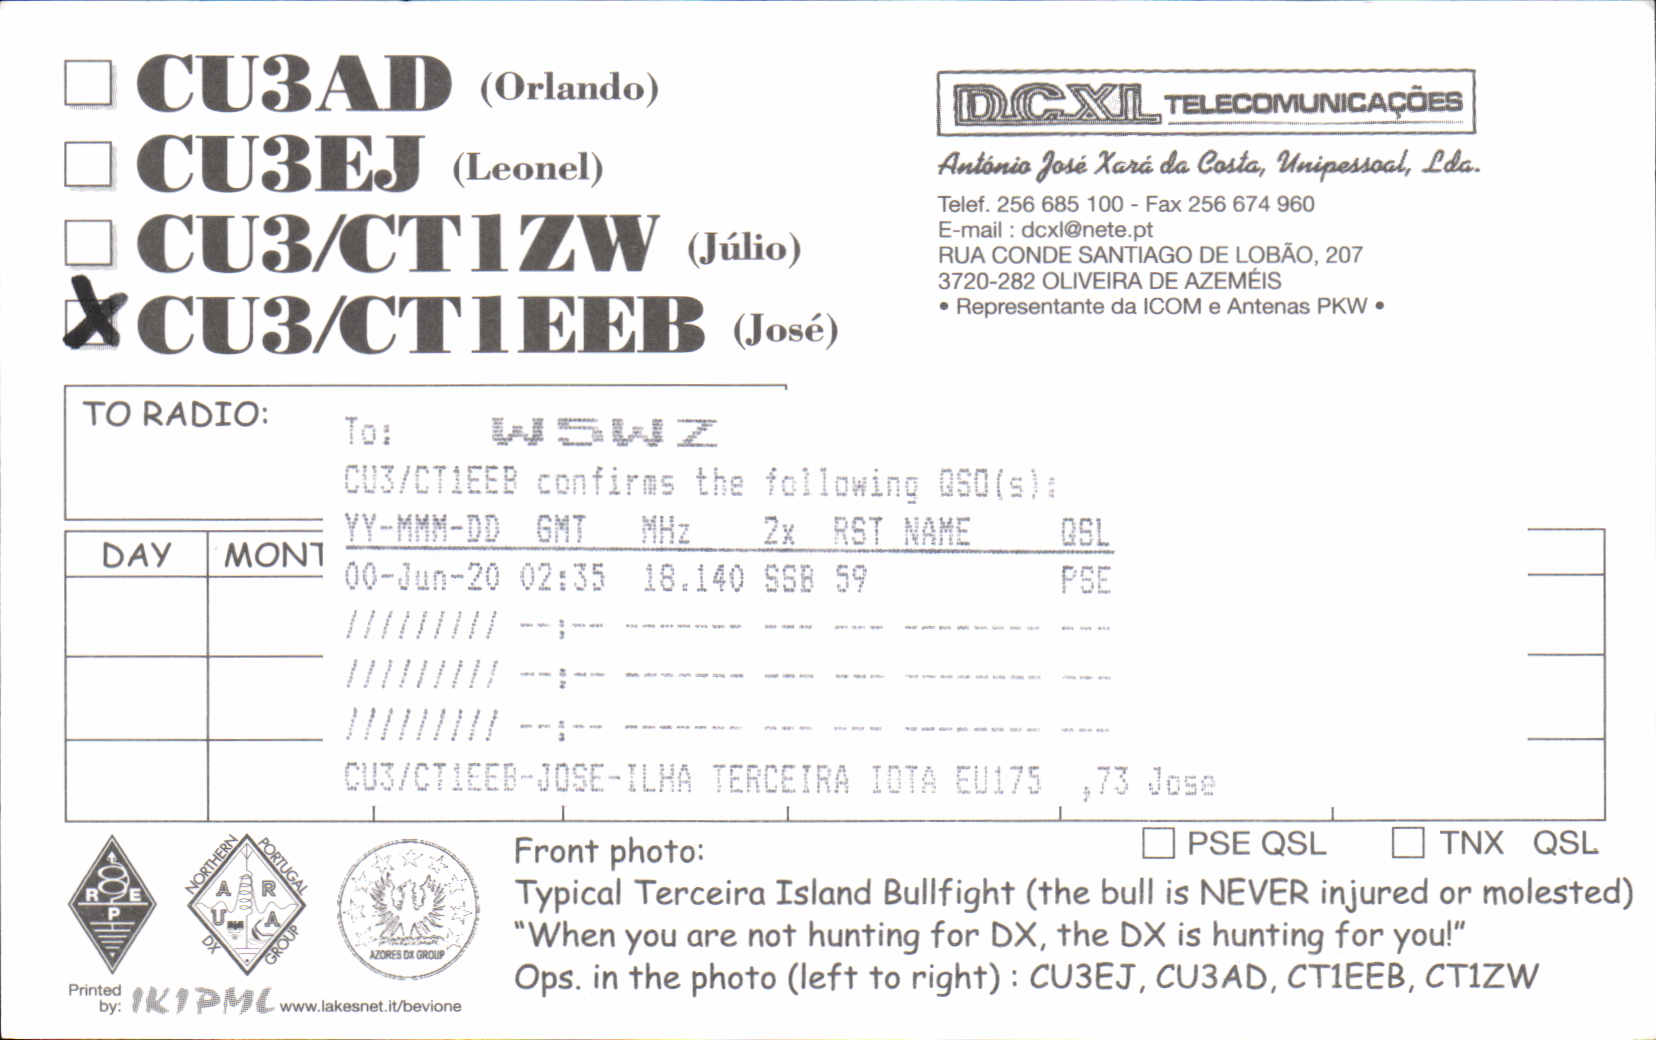 CU3AD (Orlando)
CU3EJ (Leonel)
CU3/CT1ZW (Júlio)
CU3/CT1EEB (José)
DCXL TELECOMUNICAÇÕES
António José Xará da Costa, Unipessoal, Lda.
Telef. 256 685 100 - Fax 256 674 960
E-mail : dcxl@nete.pt
RUA CONDE SANTIAGO DE LOBÃO, 207
3720-282 OLIVEIRA DE AZEMÉIS
• Representante da ICOM e Antenas PKW •
TO RADIO:
To: W5WZ
CU3/CT1EEB confirms the following QSO(s):
YY-MMM-DD GMT MHz 2x RST NAME QSL
DAY MONT
00-Jun-20 02:35 18.140 SSB 59 PSE
///////// --:-- ---------- --- --- --------- ---
///////// --:-- ---------- --- --- --------- ---
///////// --:-- ---------- --- --- --------- ---
CU3/CT1EEB-JOSE-ILHA TERCEIRA IOTA EU175 ,73 Jose
PSE QSL TNX QSL
R E P
NORTHERN PORTUGAL DX GROUP
A R U A
AZORES DX GROUP
Front photo:
Typical Terceira Island Bullfight (the bull is NEVER injured or molested)
"When you are not hunting for DX, the DX is hunting for you!"
Ops. in the photo (left to right) : CU3EJ, CU3AD, CT1EEB, CT1ZW
Printed by: IK1PML www.lakesnet.it/bevione